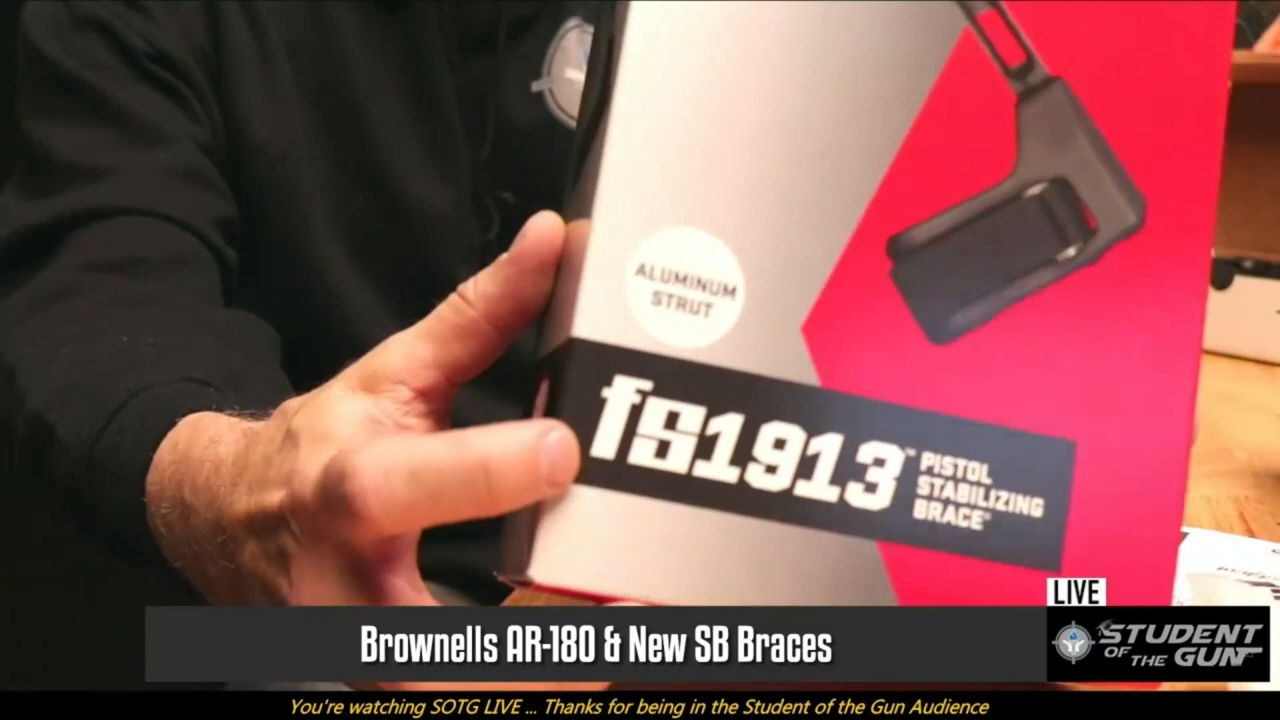 ALUMINUM
STRUT
fs1913™ PISTOL
STABILIZING
BRACE®
LIVE
Brownells AR-180 & New SB Braces
STUDENT
OF THE GUN
You're watching SOTG LIVE ... Thanks for being in the Student of the Gun Audience